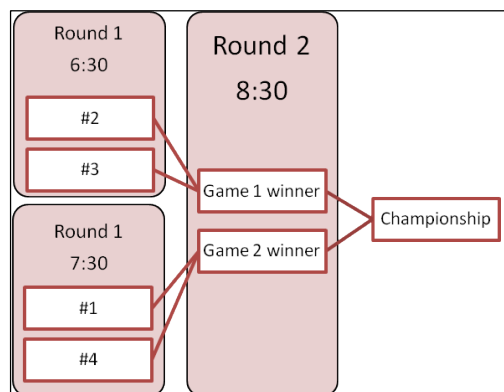 Round 1
6:30
#2
#3
Round 1
7:30
#1
#4
Round 2
8:30
Game 1 winner
Game 2 winner
Championship